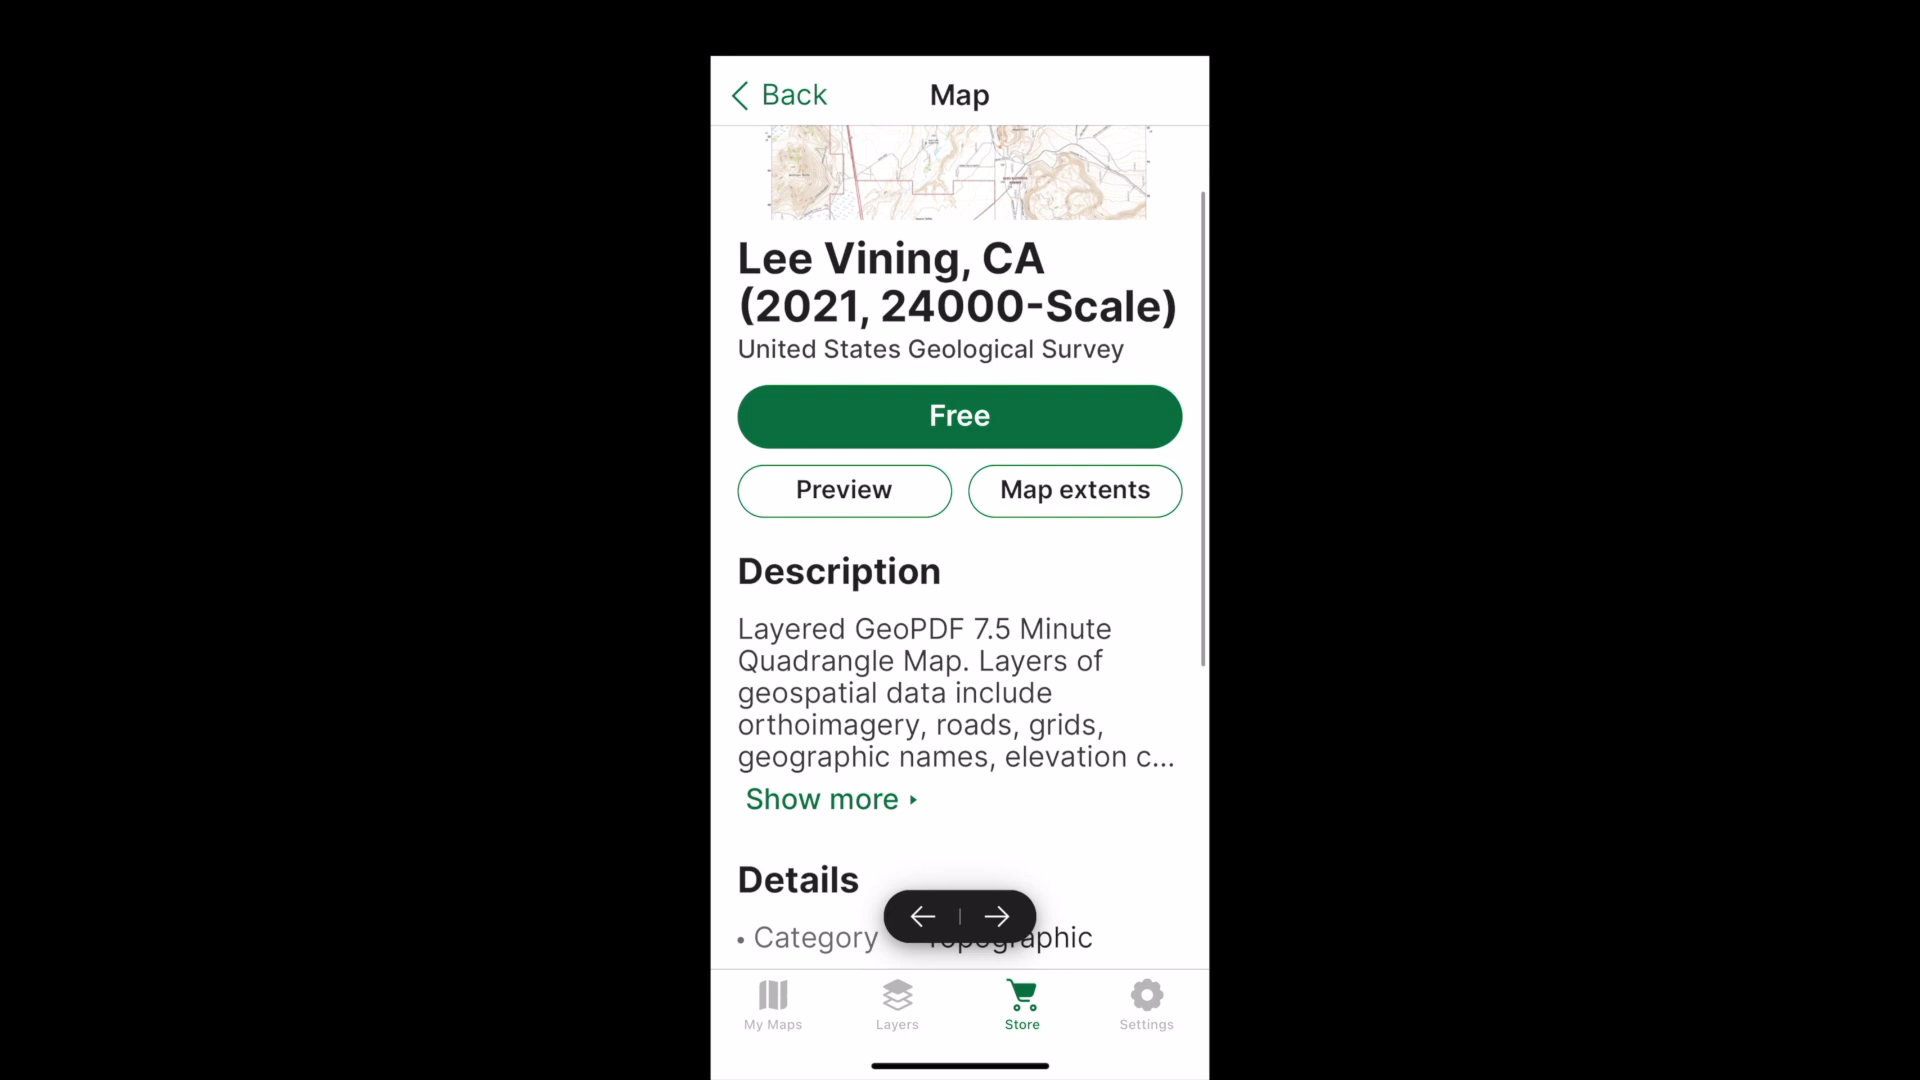 Back
Map
Lee Vining, CA
(2021, 24000-Scale)
United States Geological Survey
Free
Preview
Map extents
Description
Layered GeoPDF 7.5 Minute
Quadrangle Map. Layers of
geospatial data include
orthoimagery, roads, grids,
geographic names, elevation c...
Show more
Details
• Category Topographic
My Maps
Layers
Store
Settings